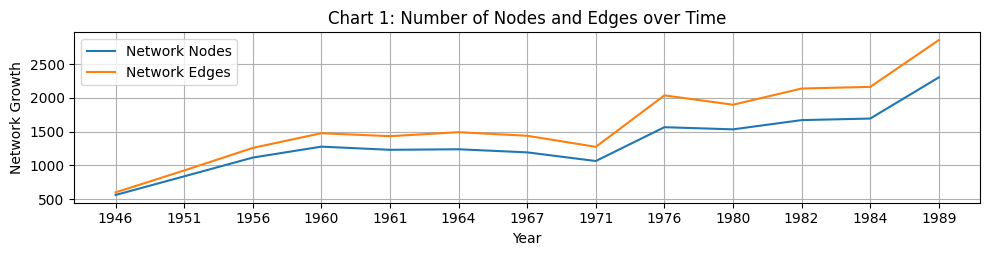 Chart 1: Number of Nodes and Edges over Time
Network Nodes
Network Edges
Network Growth
2500
2000
1500
1000
500
1946 1951 1956 1960 1961 1964 1967 1971 1976 1980 1982 1984 1989
Year